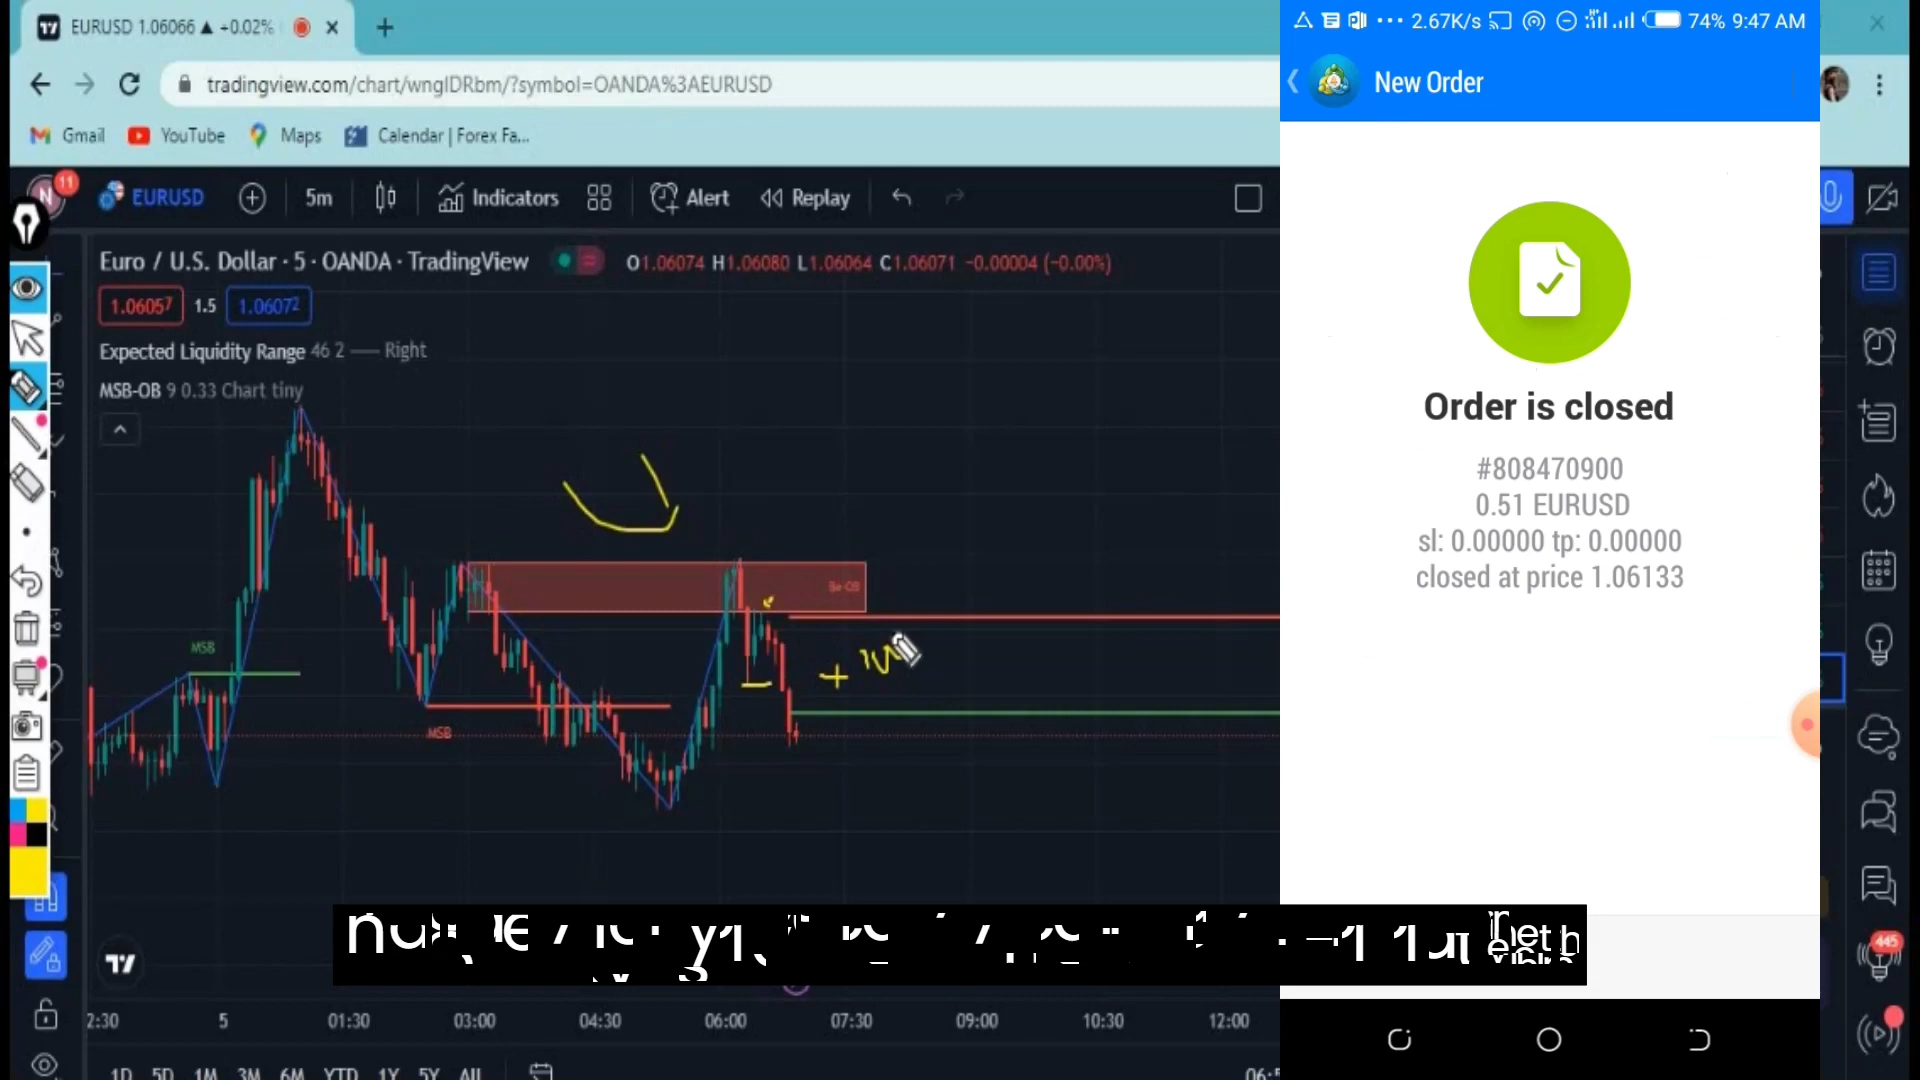 EURUSD 1.06066 ▲ +0.02%
tradingview.com/chart/wnglDRbm/?symbol=OANDA%3AEURUSD
Gmail YouTube Maps Calendar | Forex Fa...
N 11 EURUSD 5m Indicators Alert Replay
Euro / U.S. Dollar · 5 · OANDA · TradingView O1.06074 H1.06080 L1.06064 C1.06071 −0.00004 (−0.00%)
1.06057 1.5 1.06072
Expected Liquidity Range 46 2 Right
MSB-OB 9 0.33 Chart tiny
Be-OB
MSB
MSB
2:30 5 01:30 03:00 04:30 06:00 07:30 09:00 10:30 12:00
1D 5D 1M 3M 6M YTD 1Y 5Y All
2.67K/s 74% 9:47 AM
New Order
Order is closed
#808470900
0.51 EURUSD
sl: 0.00000 tp: 0.00000
closed at price 1.06133
445